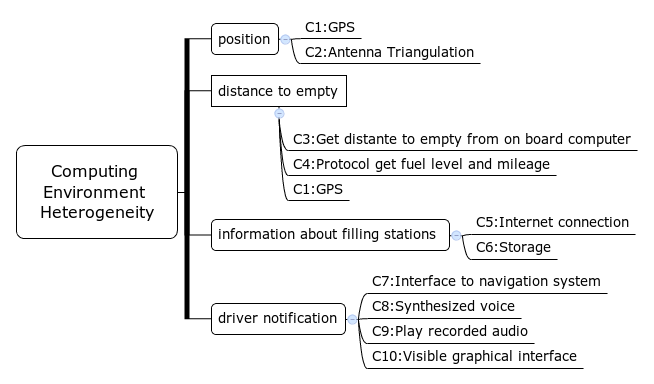 Computing
Environment
Heterogeneity
position
C1:GPS
C2:Antenna Triangulation
distance to empty
C3:Get distante to empty from on board computer
C4:Protocol get fuel level and mileage
C1:GPS
information about filling stations
C5:Internet connection
C6:Storage
driver notification
C7:Interface to navigation system
C8:Synthesized voice
C9:Play recorded audio
C10:Visible graphical interface